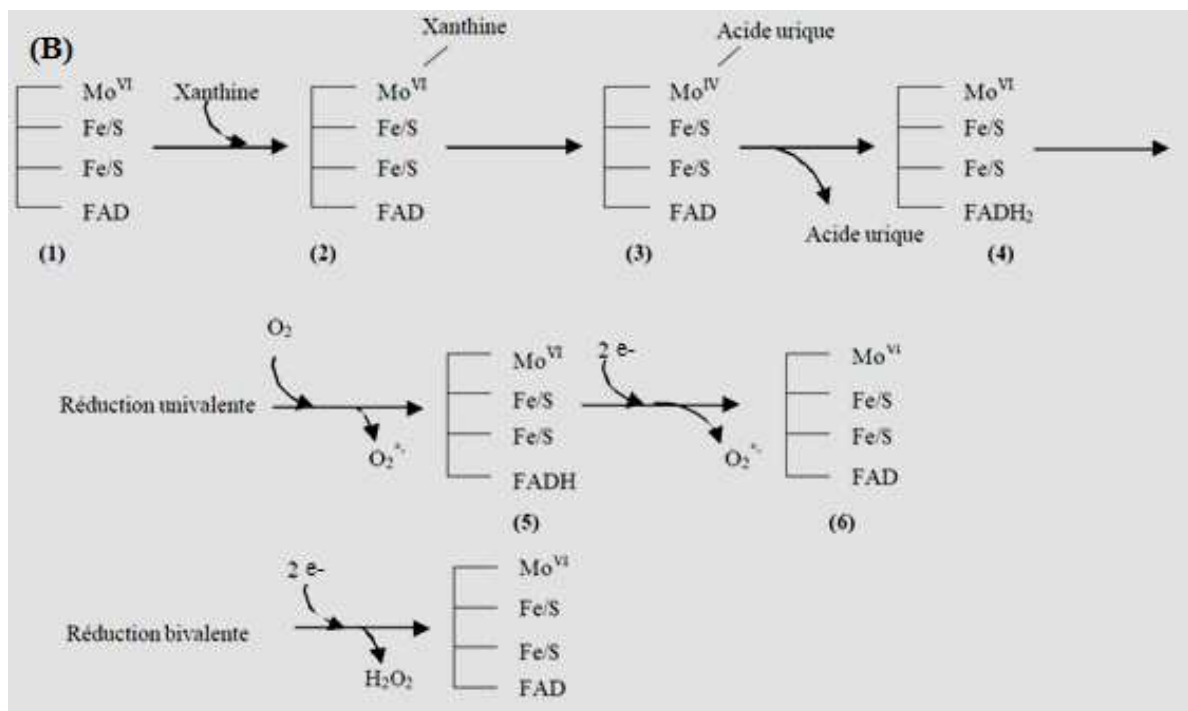 (B)
Xanthine
Acide urique
Mo^VI Xanthine Mo^VI Mo^IV Mo^VI
Fe/S Fe/S Fe/S Fe/S
Fe/S Fe/S Fe/S Fe/S
FAD FAD FAD Acide urique FADH₂
(1) (2) (3) (4)
O₂ Mo^VI 2 e- Mo^VI
Réduction univalente Fe/S Fe/S
Fe/S Fe/S
O₂ O₂
FADH FAD
(5) (6)
2 e- Mo^VI
Fe/S
Réduction bivalente Fe/S
H₂O₂ FAD